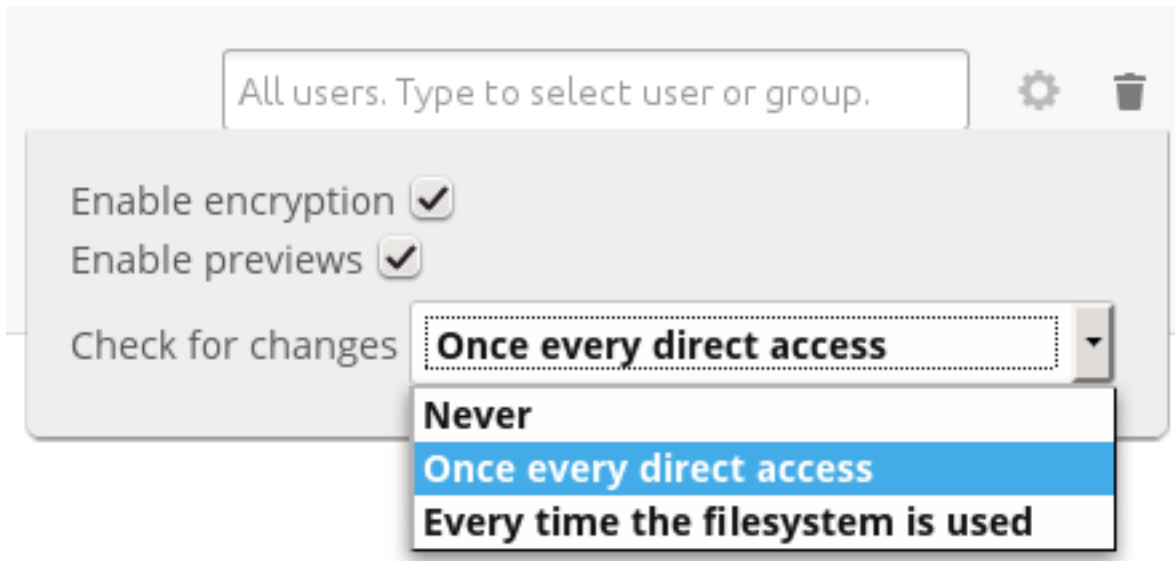 All users. Type to select user or group.
Enable encryption
Enable previews
Check for changes Once every direct access
Never
Once every direct access
Every time the filesystem is used